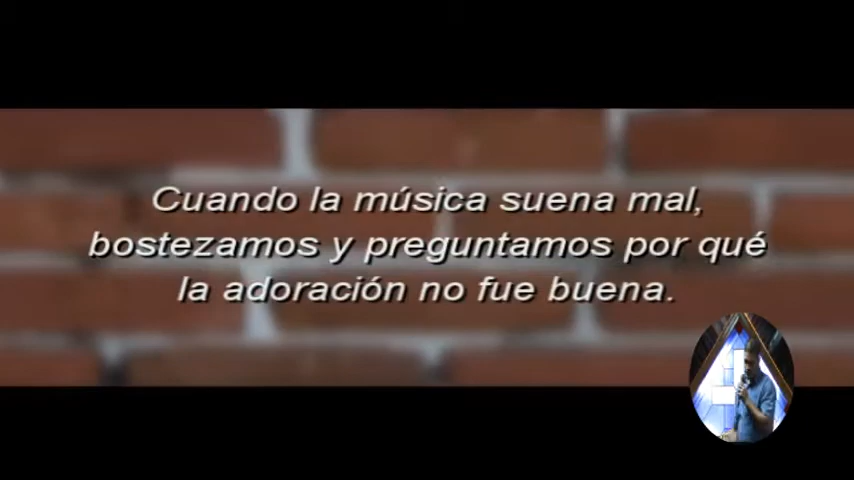 Cuando la música suena mal,
bostezamos y preguntamos por qué
la adoración no fue buena.